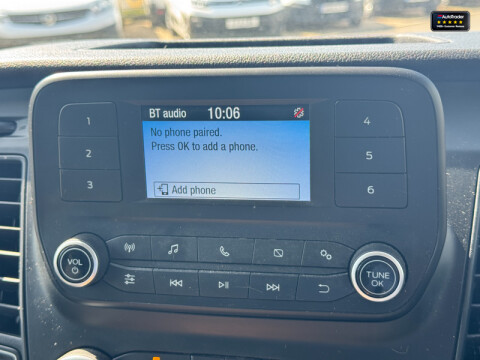 AutoTrader
BT audio 10:06
No phone paired.
Press OK to add a phone.
Add phone
1
2
3
4
5
6
VOL
TUNE
OK